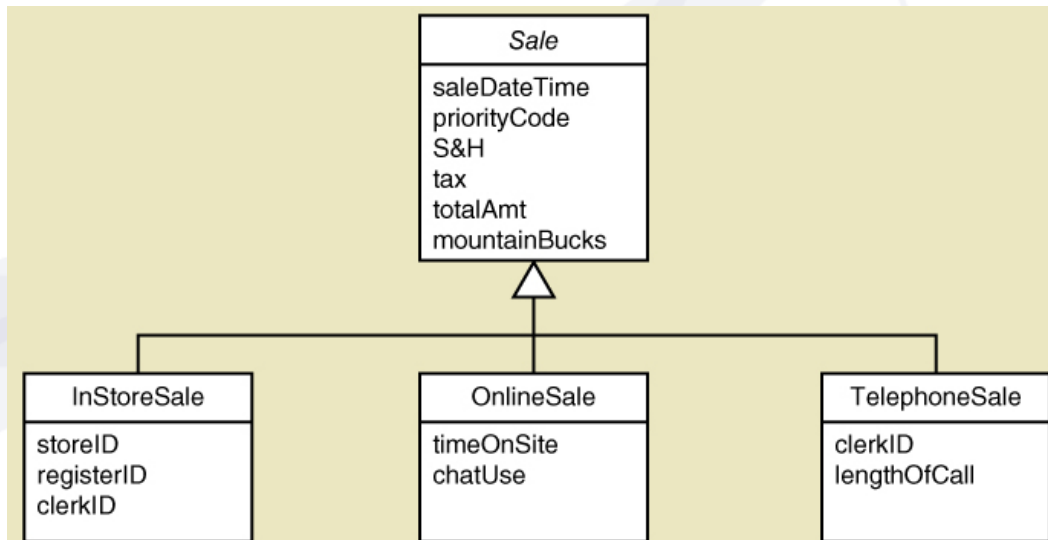 Sale
saleDateTime
priorityCode
S&H
tax
totalAmt
mountainBucks
InStoreSale
storeID
registerID
clerkID
OnlineSale
timeOnSite
chatUse
TelephoneSale
clerkID
lengthOfCall